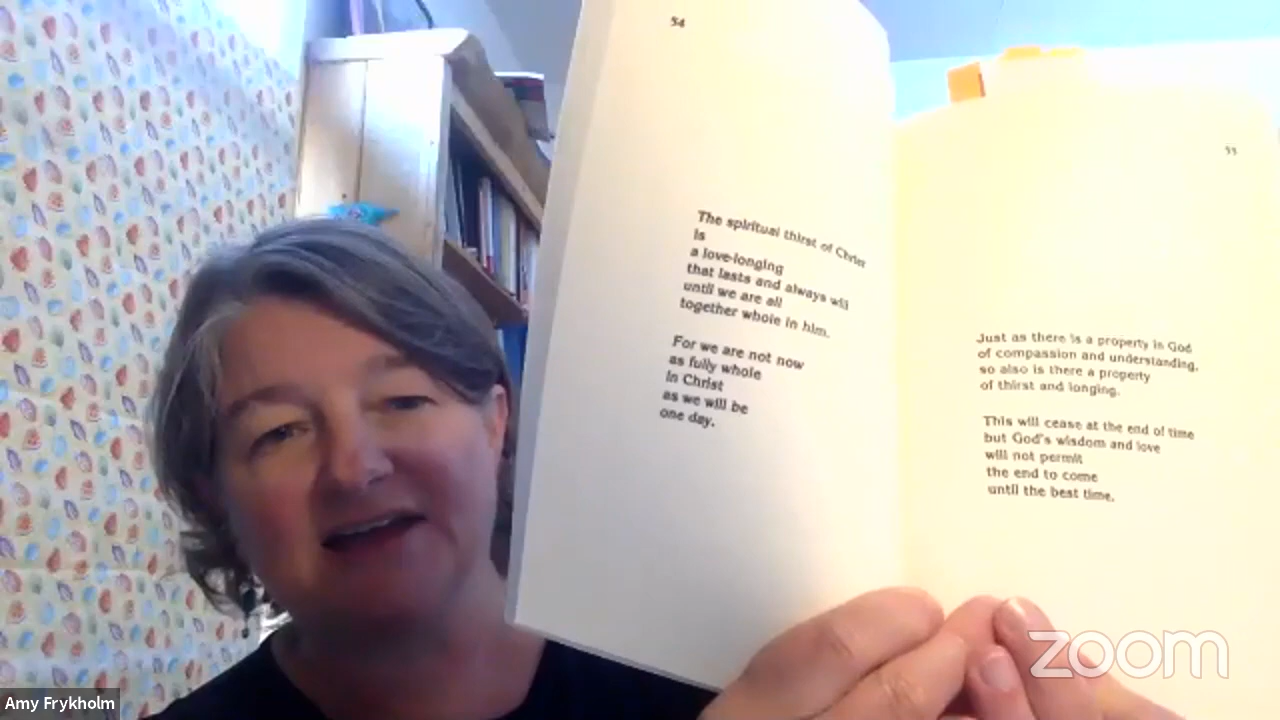 54
The spiritual thirst of Christ
is
a love-longing
that lasts and always will
until we are all
together whole in him.
For we are not now
as fully whole
in Christ
as we will be
one day.
55
Just as there is a property in God
of compassion and understanding,
so also is there a property
of thirst and longing.
This will cease at the end of time
but God's wisdom and love
will not permit
the end to come
until the best time.
zoom
Amy Frykholm